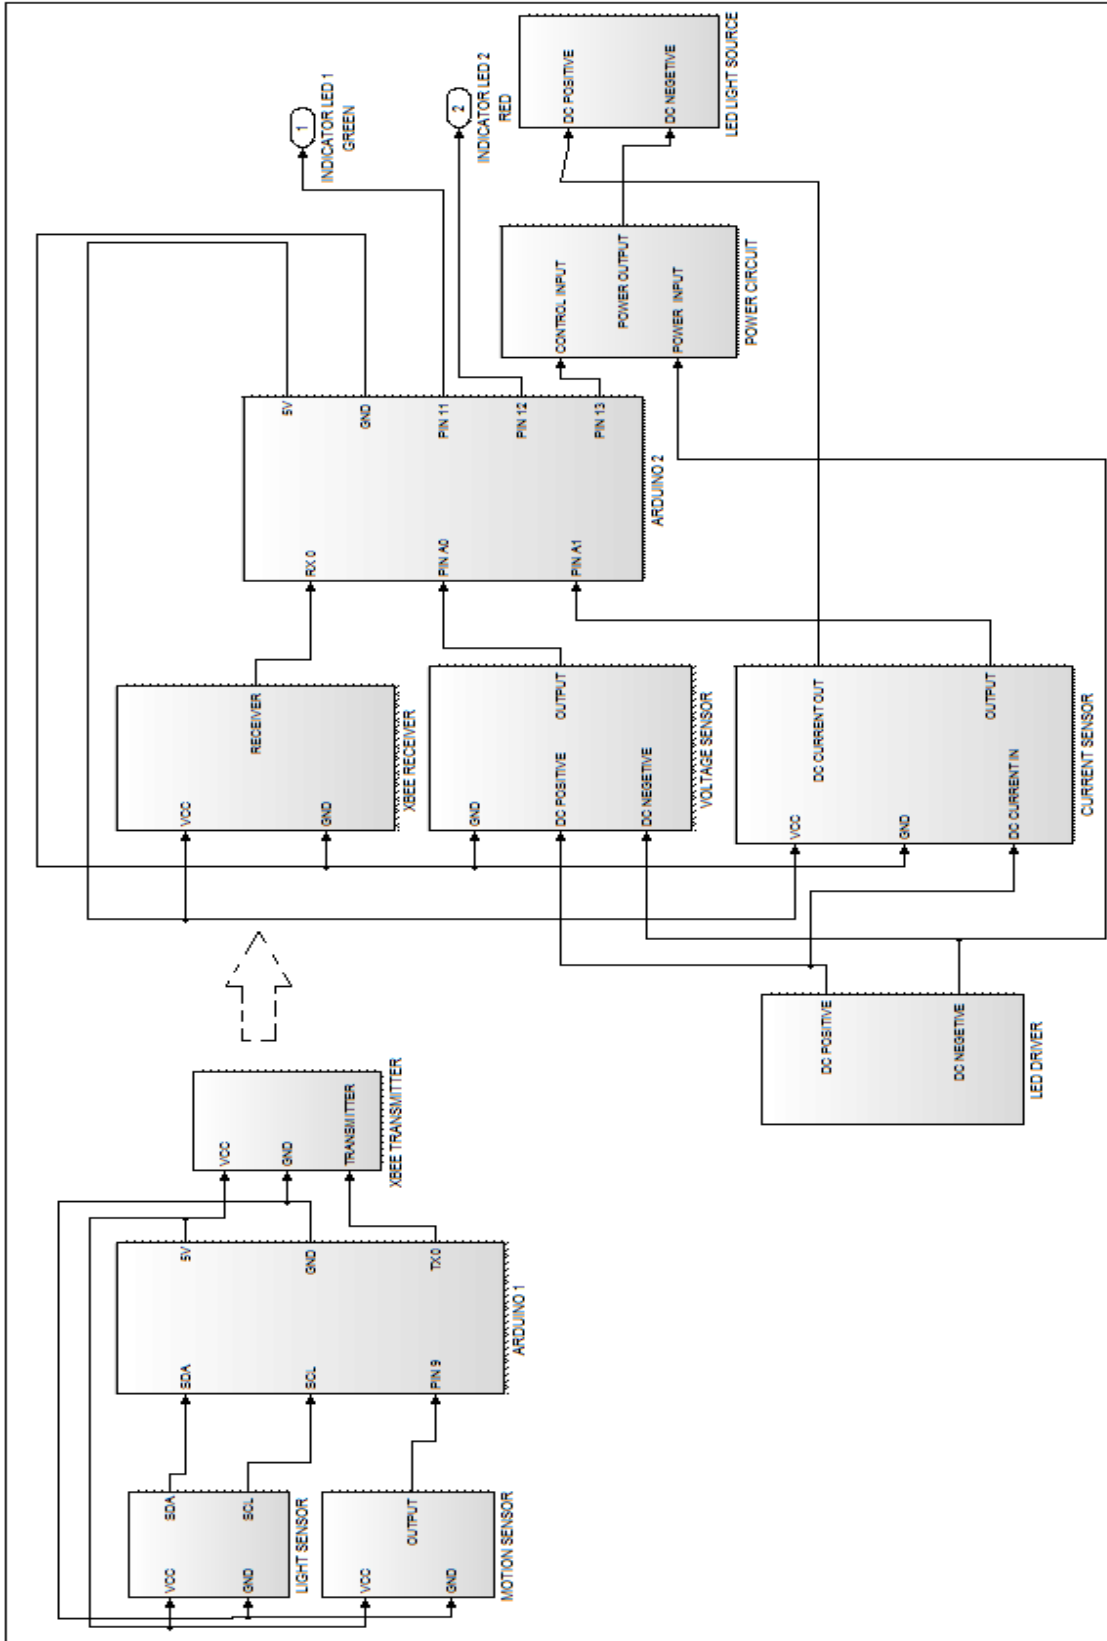 VCC
GND
SDA
SCL
LIGHT SENSOR
VCC
GND
OUTPUT
MOTION SENSOR
SDA
SCL
PIN 9
5V
GND
TX0
ARDUINO 1
VCC
GND
TRANSMITTER
XBEE TRANSMITTER
DC POSITIVE
DC NEGETIVE
LED DRIVER
VCC
GND
RECEIVER
XBEE RECEIVER
GND
DC POSITIVE
DC NEGETIVE
OUTPUT
VOLTAGE SENSOR
VCC
GND
DC CURRENT IN
DC CURRENT OUT
OUTPUT
CURRENT SENSOR
RX 0
PIN A0
PIN A1
5V
GND
PIN 11
PIN 12
PIN 13
ARDUINO 2
CONTROL INPUT
POWER OUTPUT
POWER INPUT
POWER CIRCUIT
1
INDICATOR LED 1
GREEN
2
INDICATOR LED 2
RED
DC POSITIVE
DC NEGETIVE
LED LIGHT SOURCE